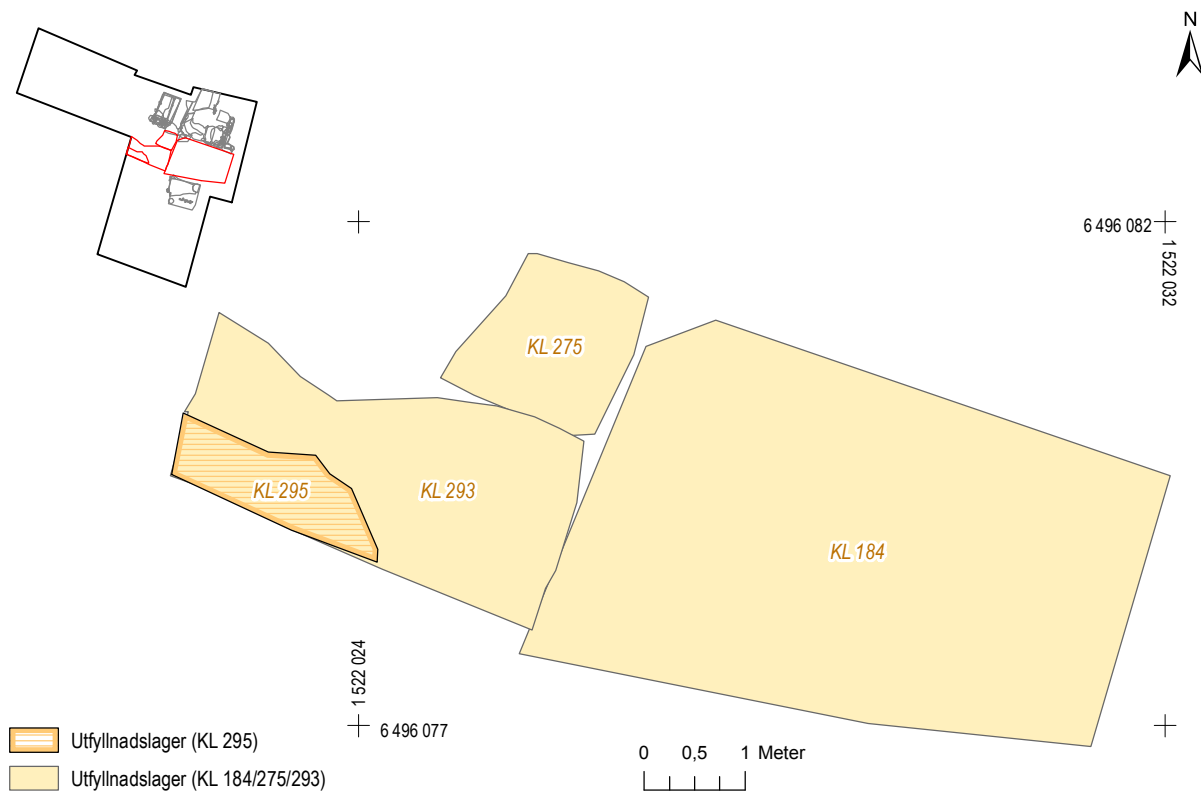 N
6 496 082
1 522 032
KL 275
KL 295
KL 293
KL 184
1 522 024
6 496 077
Utfyllnadslager (KL 295)
Utfyllnadslager (KL 184/275/293)
0 0,5 1 Meter